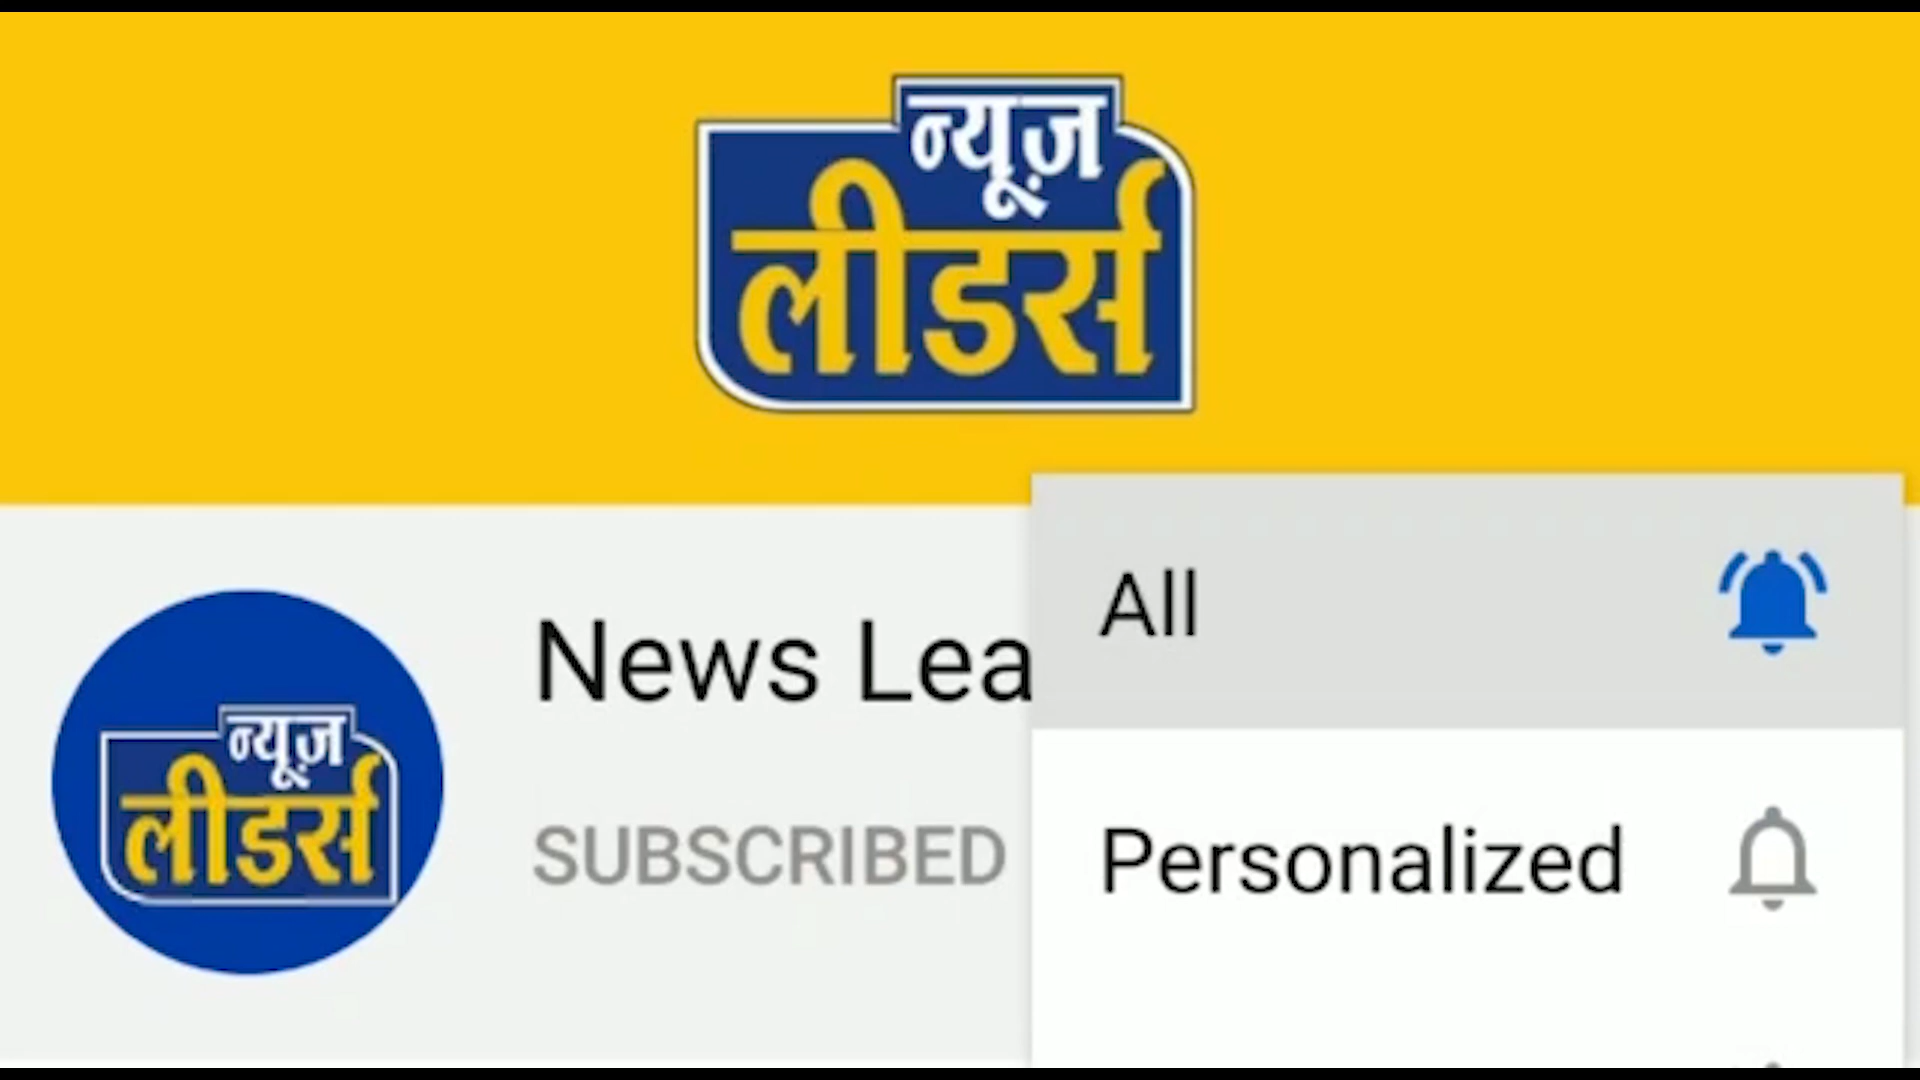 न्यूज़
लीडर्स
All
News Lea
न्यूज़
लीडर्स
SUBSCRIBED
Personalized